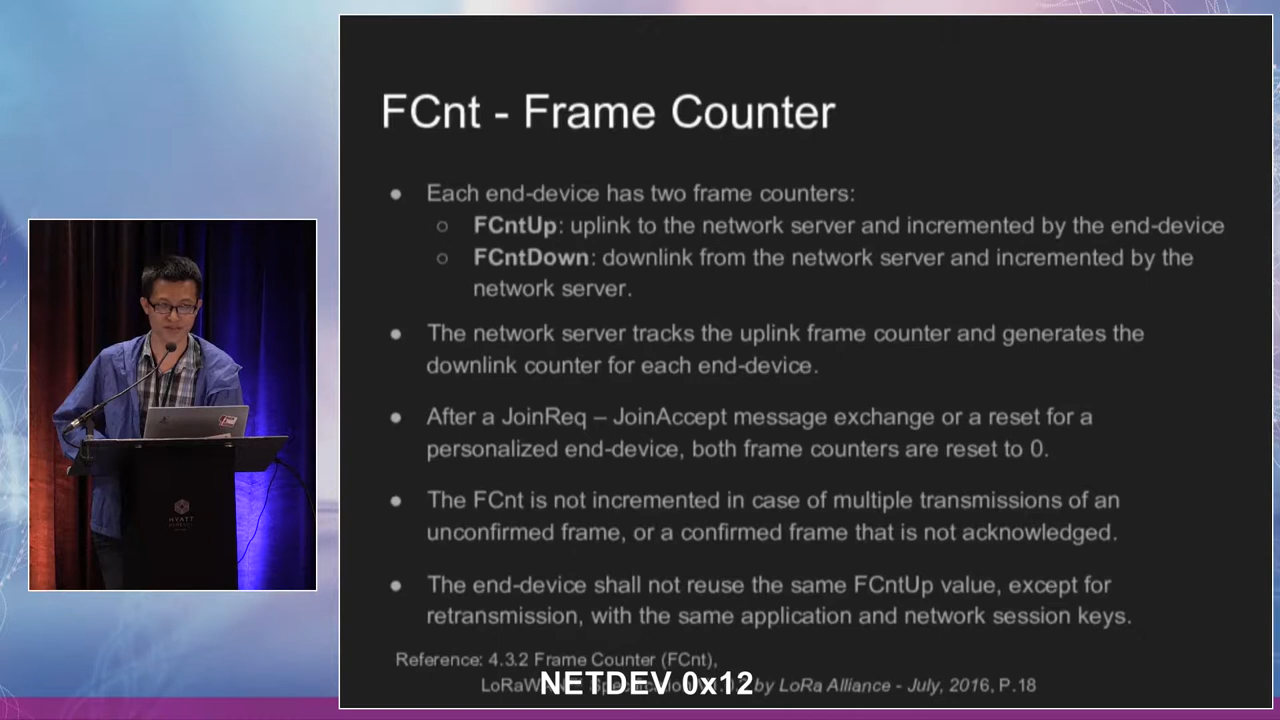 FCnt - Frame Counter
● Each end-device has two frame counters:
○ FCntUp: uplink to the network server and incremented by the end-device
○ FCntDown: downlink from the network server and incremented by the
network server.
● The network server tracks the uplink frame counter and generates the
downlink counter for each end-device.
● After a JoinReq – JoinAccept message exchange or a reset for a
personalized end-device, both frame counters are reset to 0.
● The FCnt is not incremented in case of multiple transmissions of an
unconfirmed frame, or a confirmed frame that is not acknowledged.
● The end-device shall not reuse the same FCntUp value, except for
retransmission, with the same application and network session keys.
Reference: 4.3.2 Frame Counter (FCnt),
by LoRa Alliance - July, 2016, P.18
NETDEV 0x12
HYATT